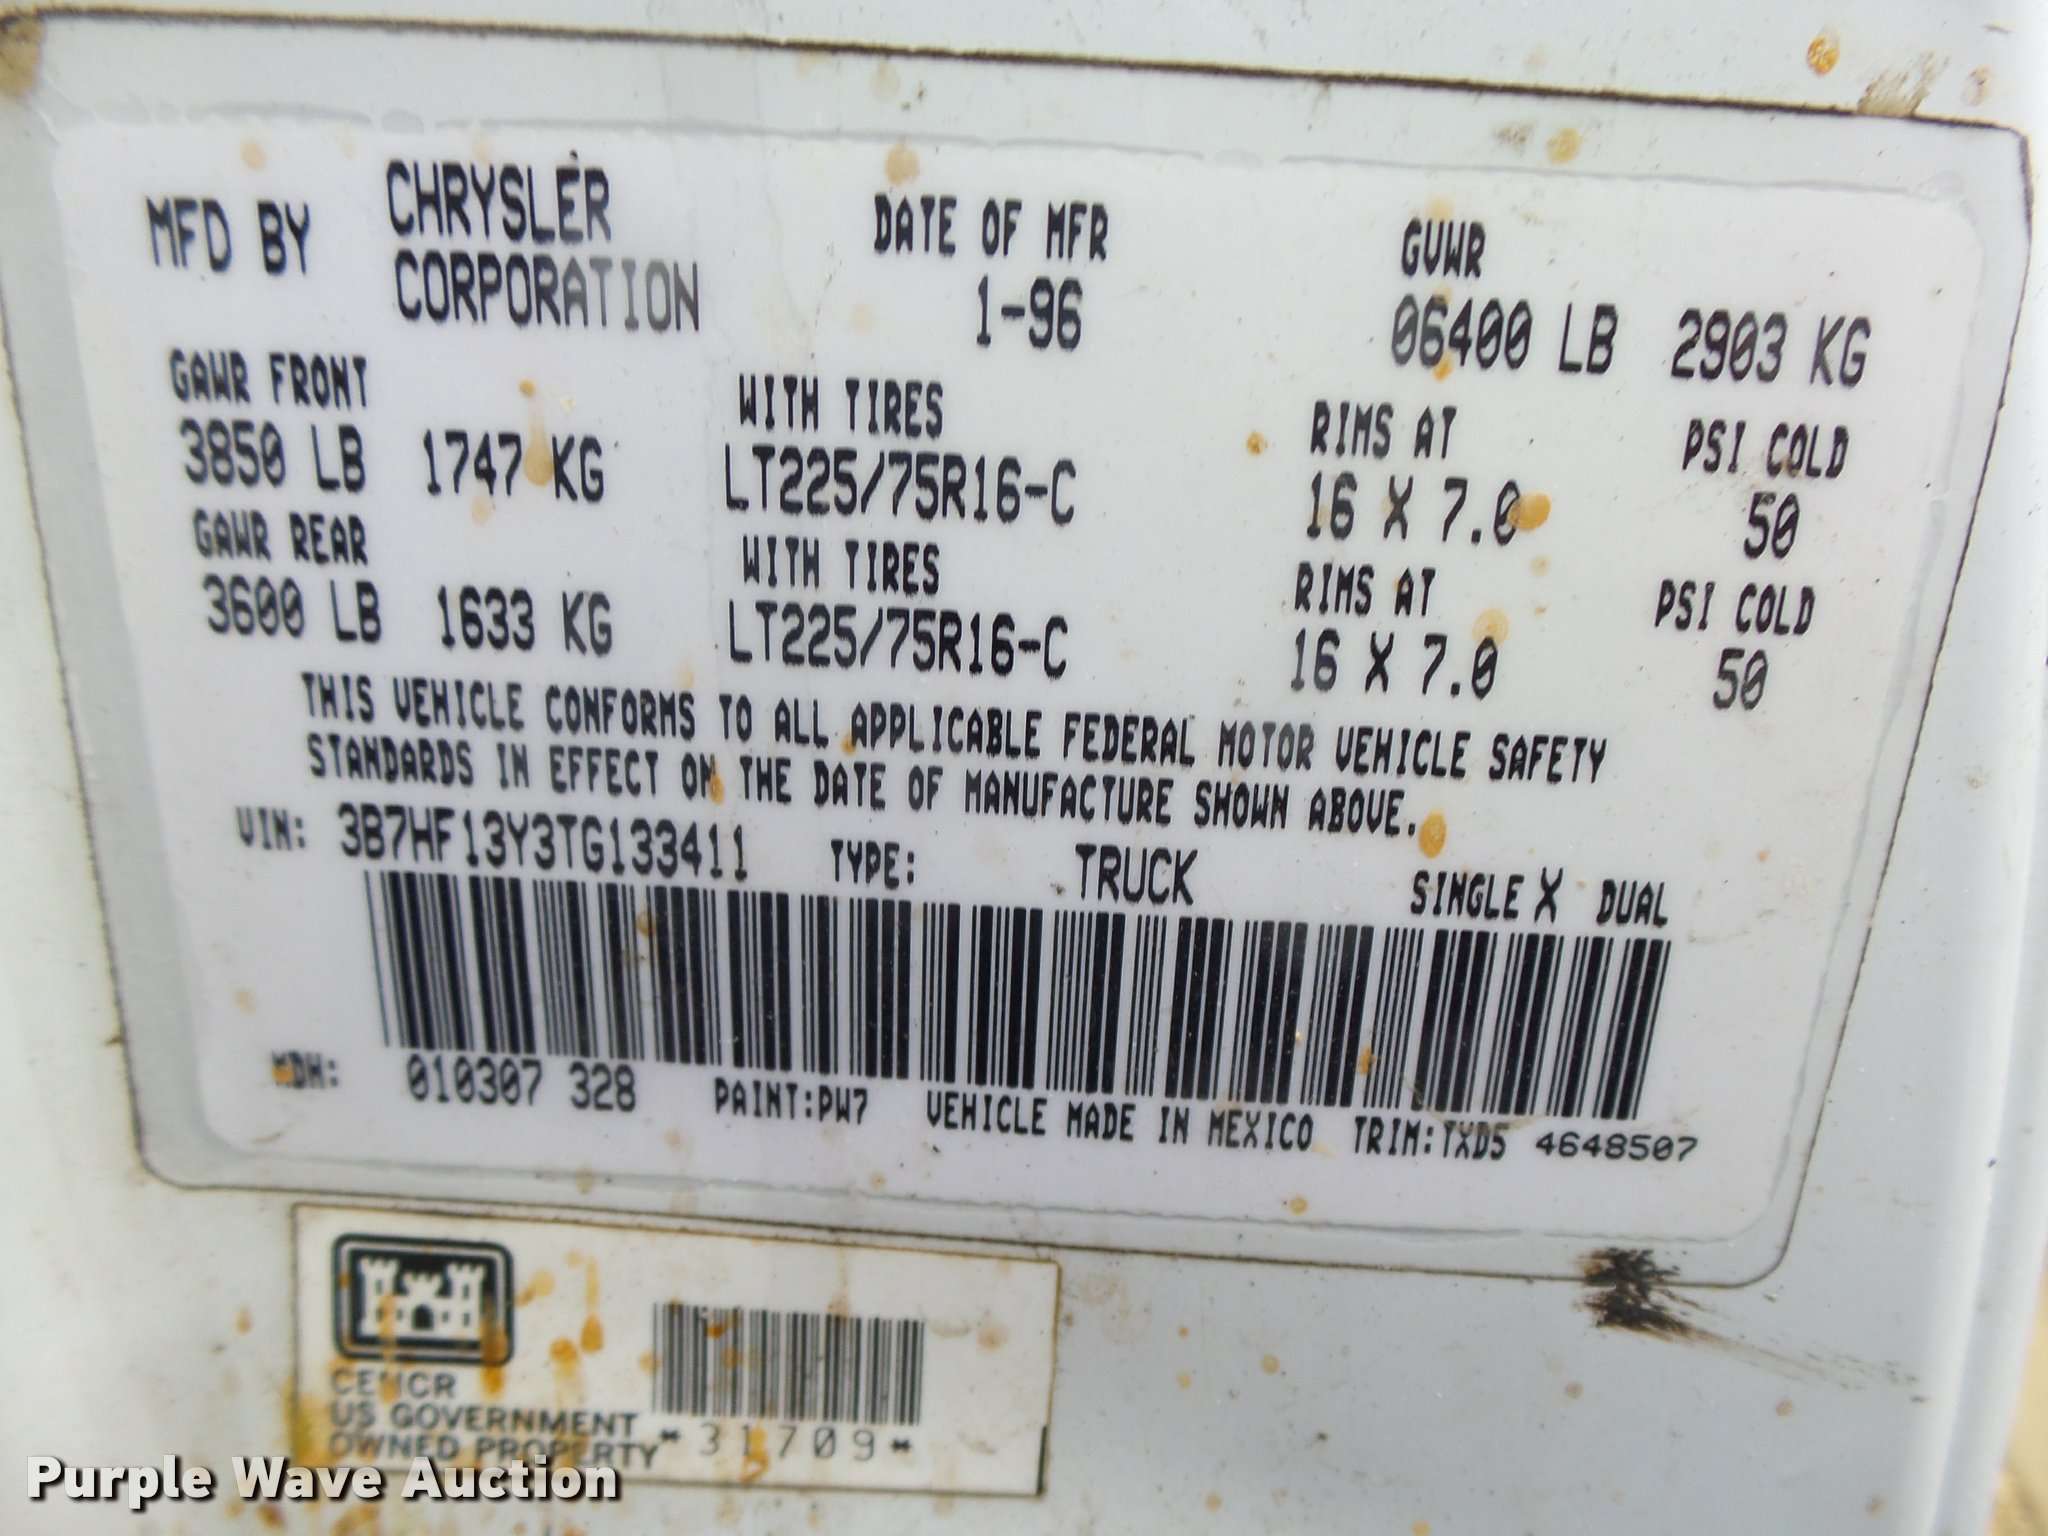 MFD BY CHRYSLER CORPORATION DATE OF MFR 1-96 GVWR 06400 LB 2903 KG
GAWR FRONT WITH TIRES RIMS AT PSI COLD
3850 LB 1747 KG LT225/75R16-C 16 X 7.0 50
GAWR REAR WITH TIRES RIMS AT PSI COLD
3600 LB 1633 KG LT225/75R16-C 16 X 7.0 50
THIS VEHICLE CONFORMS TO ALL APPLICABLE FEDERAL MOTOR VEHICLE SAFETY
STANDARDS IN EFFECT ON THE DATE OF MANUFACTURE SHOWN ABOVE.
VIN: 3B7HF13Y3TG133411 TYPE: TRUCK SINGLE X DUAL
MDH: 010307 328 PAINT:PW7 VEHICLE MADE IN MEXICO TRIM:TXD5 4648507
CEMCR
US GOVERNMENT
OWNED PROPERTY *31709*
Purple Wave Auction